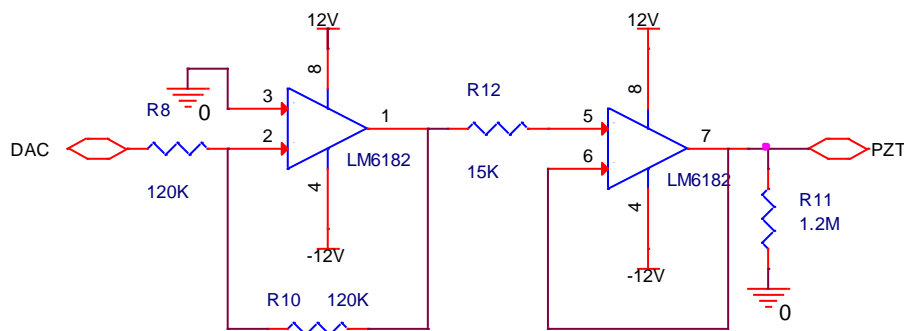 12V
12V
8
8
R8
0
3
1
R12
5
7
DAC
2
6
PZT
LM6182
LM6182
120K
4
15K
4
R11
1.2M
-12V
-12V
R10 120K
0